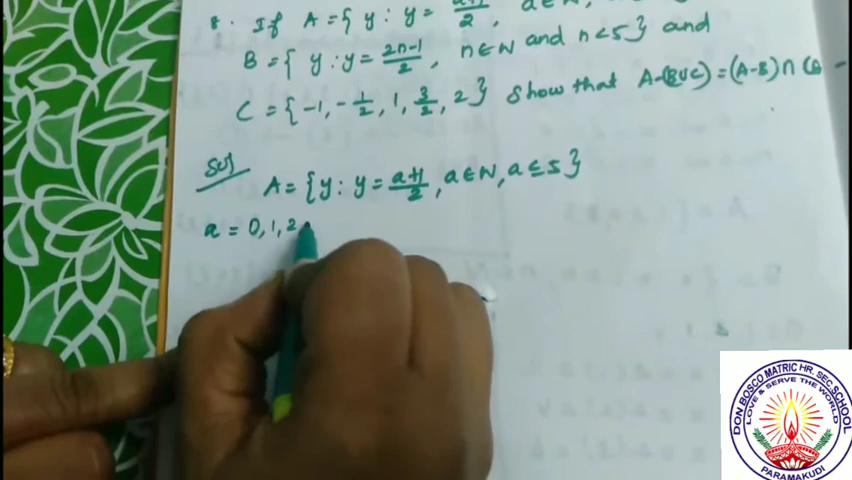 8. If A = { y : y = a+1/2, a ∈ N,
B = { y : y = 2n-1/2, n ∈ N and n < 5 } and
C = { -1, -1/2, 1, 3/2, 2 } Show that A-(BUC) = (A-B) ∩ (
Sol
A = { y : y = a+1/2, a ∈ N, a ≤ 5 }
a = 0, 1, 2
DON BOSCO MATRIC HR. SEC. SCHOOL
LOVE & SERVE THE WORLD
PARAMAKUDI